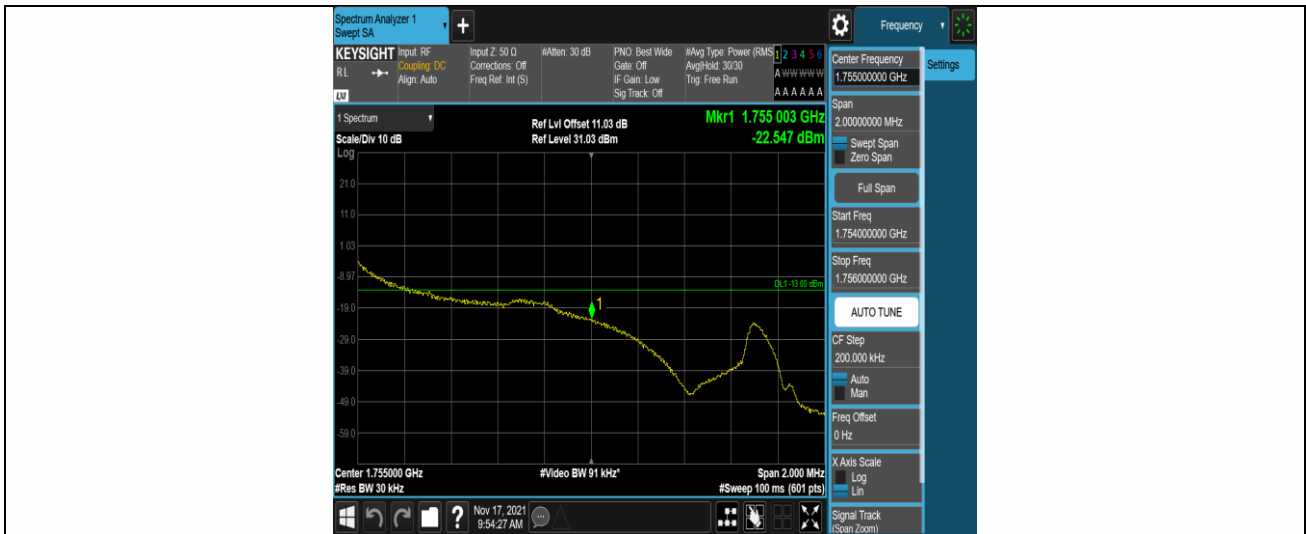 Spectrum Analyzer 1
Swept SA
+
Frequency
KEYSIGHT
R L
LXI
Input: RF
Coupling: DC
Align: Auto
Input Z: 50 Ω
Corrections: Off
Freq Ref: Int (S)
#Atten: 30 dB
PNO: Best Wide
Gate: Off
IF Gain: Low
Sig Track: Off
#Avg Type: Power (RMS
Avg|Hold: 30/30
Trig: Free Run
1 2 3 4 5 6
A W W W W W
A A A A A A
1 Spectrum
Scale/Div 10 dB
Log
Ref Lvl Offset 11.03 dB
Ref Level 31.03 dBm
Mkr1 1.755 003 GHz
-22.547 dBm
21.0
11.0
1.03
-8.97
-19.0
-29.0
-39.0
-49.0
-59.0
DL1 -13.00 dBm
1
Center 1.755000 GHz
#Res BW 30 kHz
#Video BW 91 kHz*
Span 2.000 MHz
#Sweep 100 ms (601 pts)
?
Nov 17, 2021
9:54:27 AM
Center Frequency
1.755000000 GHz
Settings
Span
2.00000000 MHz
Swept Span
Zero Span
Full Span
Start Freq
1.754000000 GHz
Stop Freq
1.756000000 GHz
AUTO TUNE
CF Step
200.000 kHz
Auto
Man
Freq Offset
0 Hz
X Axis Scale
Log
Lin
Signal Track
(Span Zoom)